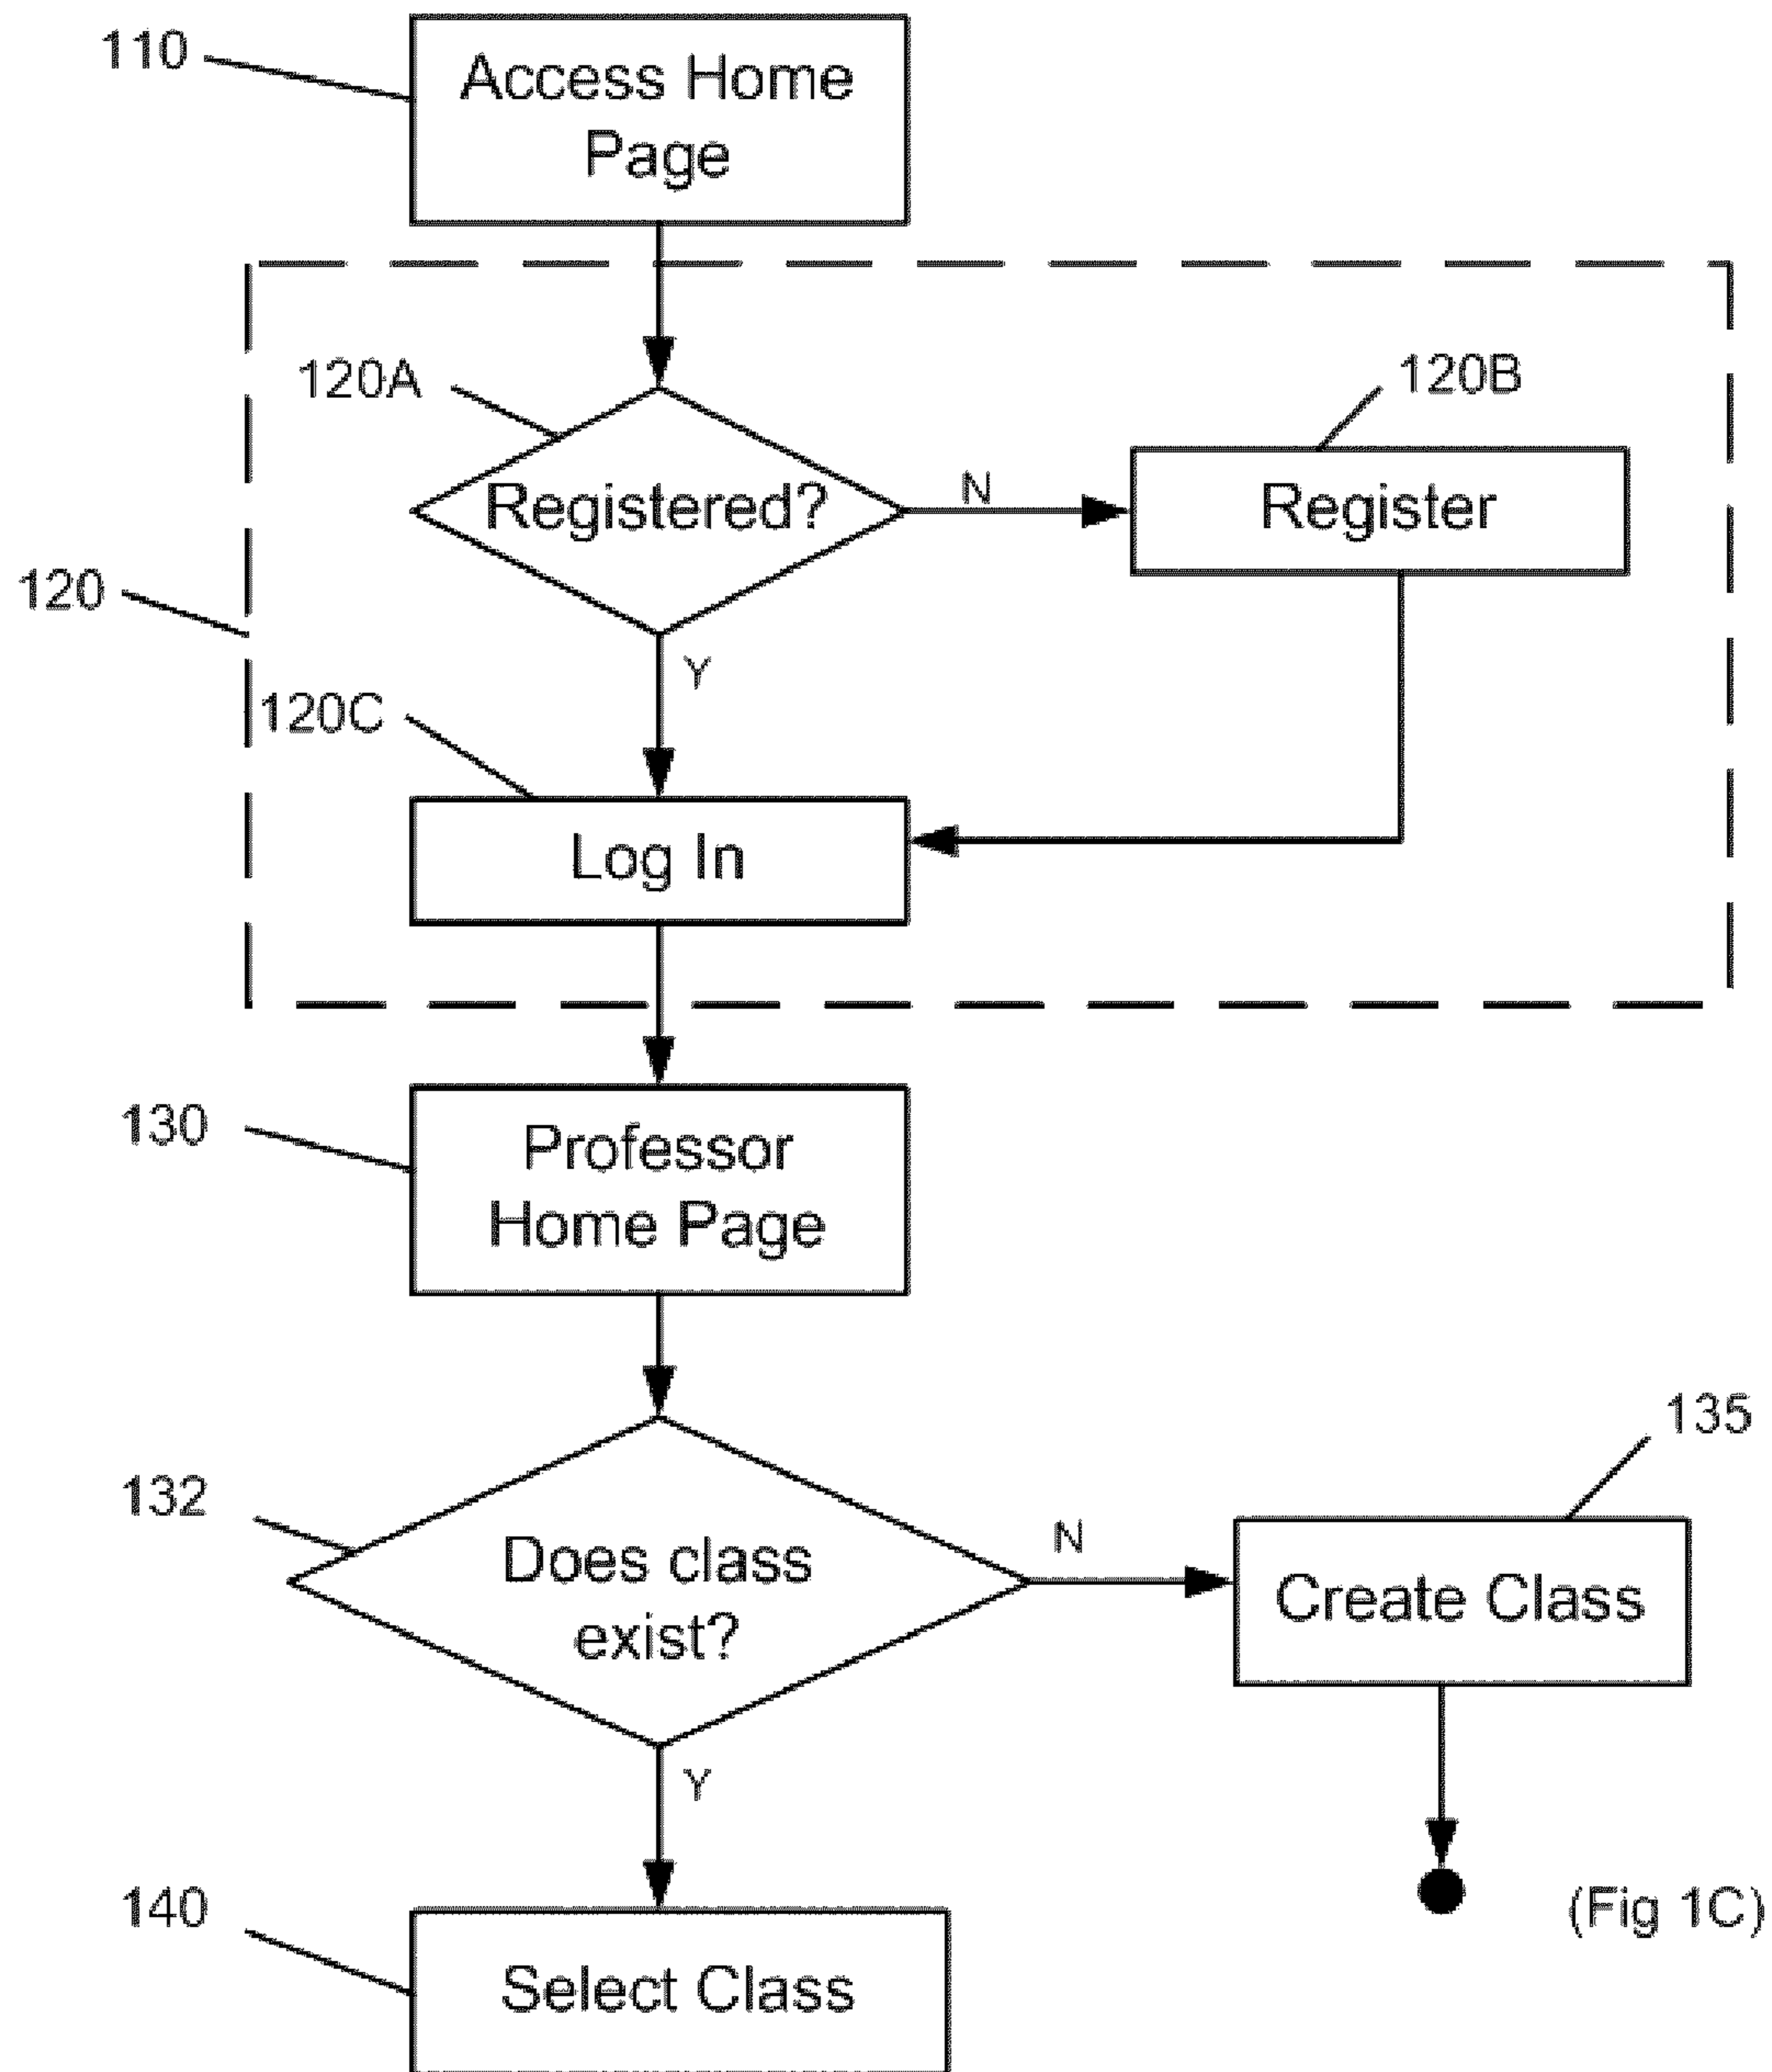 110
Access Home
Page
120A
120B
Registered?
N
Register
120
Y
120C
Log In
130
Professor
Home Page
135
132
N
Does class
exist?
Create Class
Y
140
(Fig 1C)
Select Class